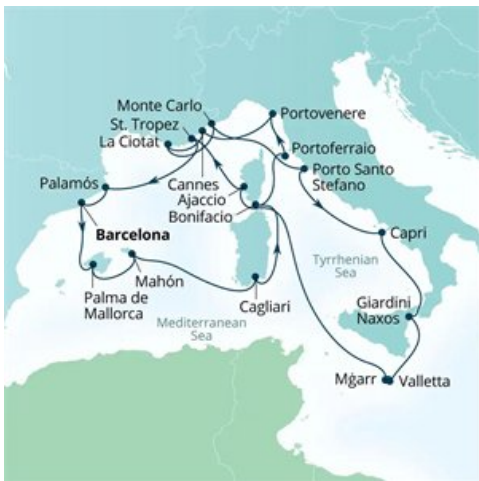 Monte Carlo
St. Tropez
La Ciotat
Portovenere
Portoferraio
Porto Santo
Stefano
Palamós
Cannes
Ajaccio
Bonifacio
Barcelona
Capri
Tyrrhenian
Sea
Mahón
Palma de
Mallorca
Cagliari
Giardini
Naxos
Mediterranean
Sea
Mġarr
Valletta